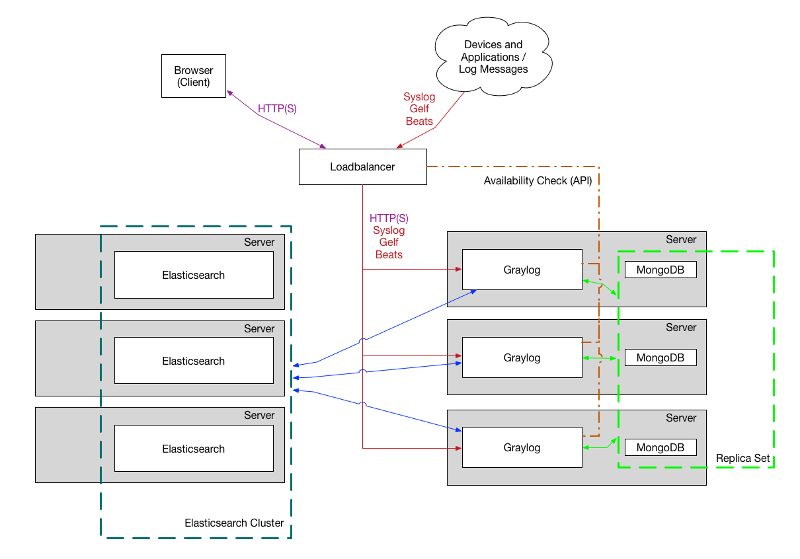 Devices and
Applications /
Log Messages
Browser
(Client)
HTTP(S)
Syslog
Gelf
Beats
Loadbalancer
Availability Check (API)
HTTP(S)
Syslog
Gelf
Beats
Server
Elasticsearch
Server
Elasticsearch
Server
Elasticsearch
Elasticsearch Cluster
Server
Graylog
MongoDB
Server
Graylog
MongoDB
Server
Graylog
MongoDB
Replica Set